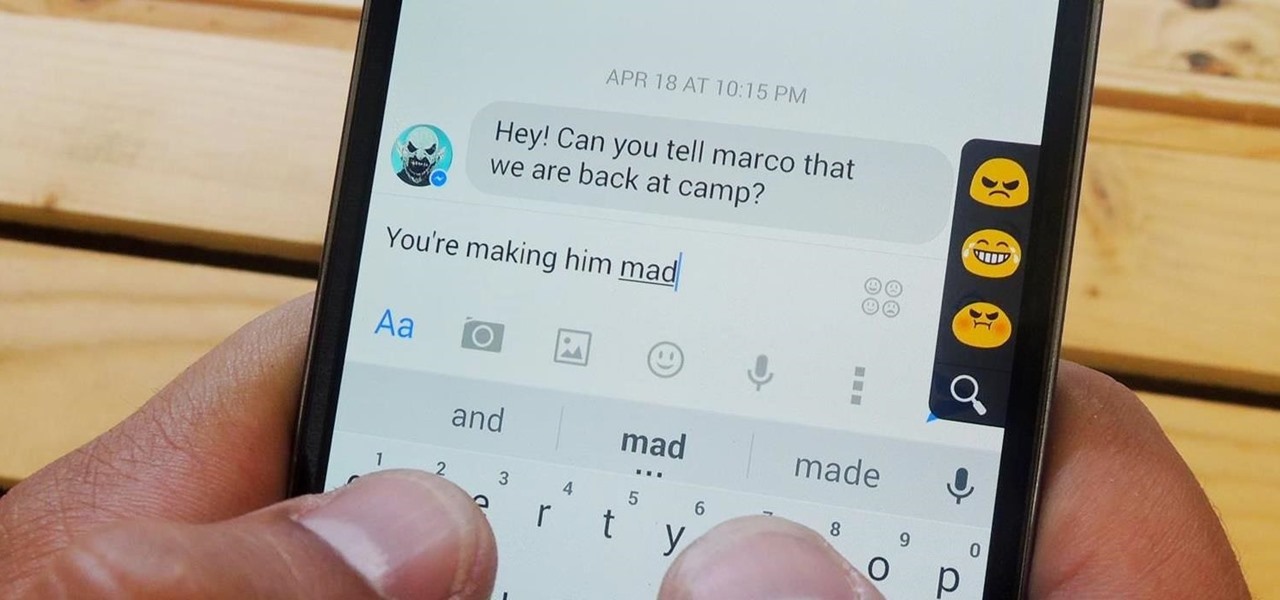 APR 18 AT 10:15 PM
Hey! Can you tell marco that
we are back at camp?
You're making him mad
Aa
and mad made
1 2 3 4 5 6 8 9 0
e r t y o p